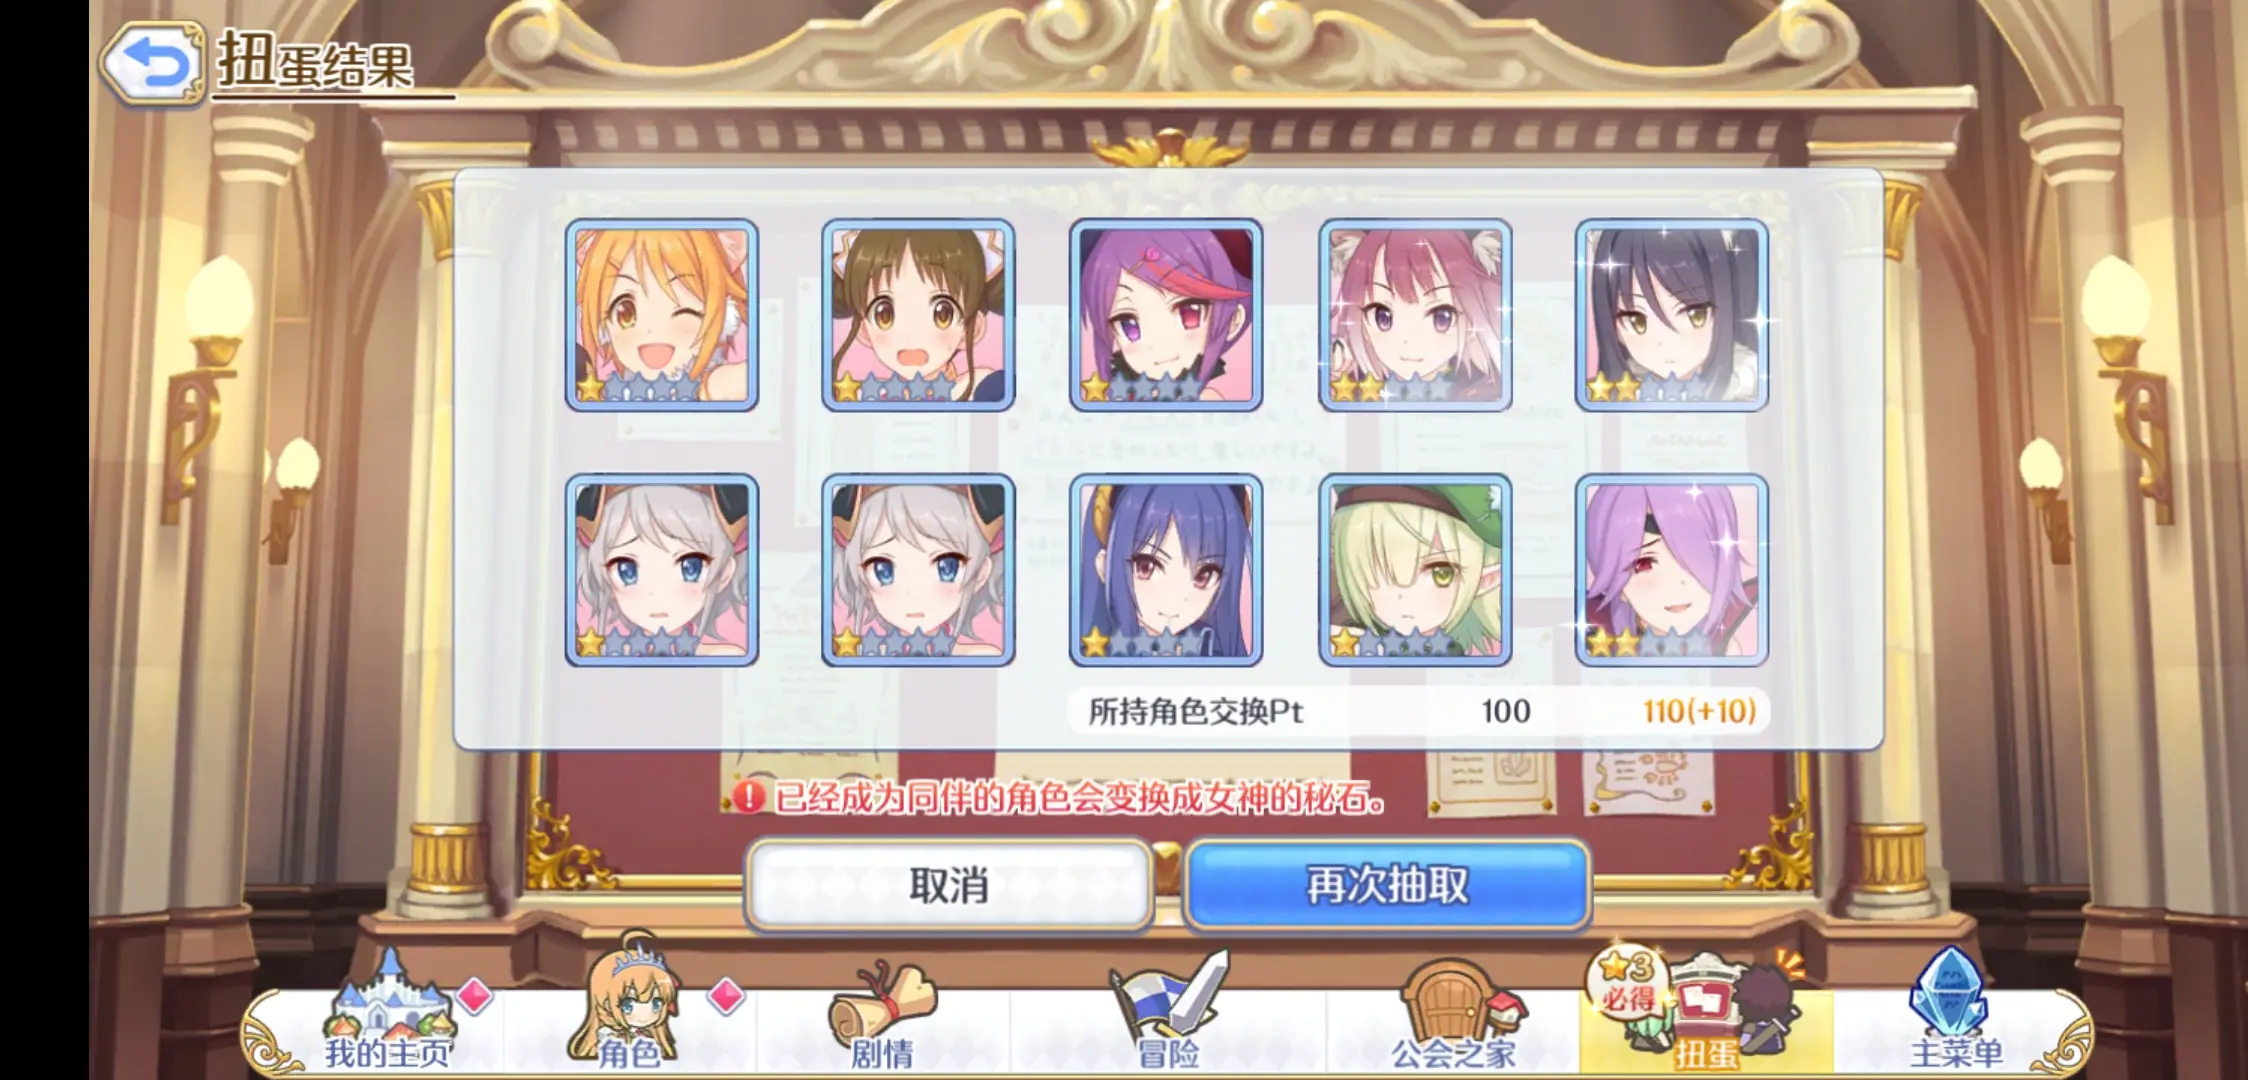 扭蛋结果
所持角色交换Pt 100 110(+10)
已经成为同伴的角色会变换成女神的秘石。
取消 再次抽取
3
必得
我的主页 角色 剧情 冒险 公会之家 扭蛋 主菜单